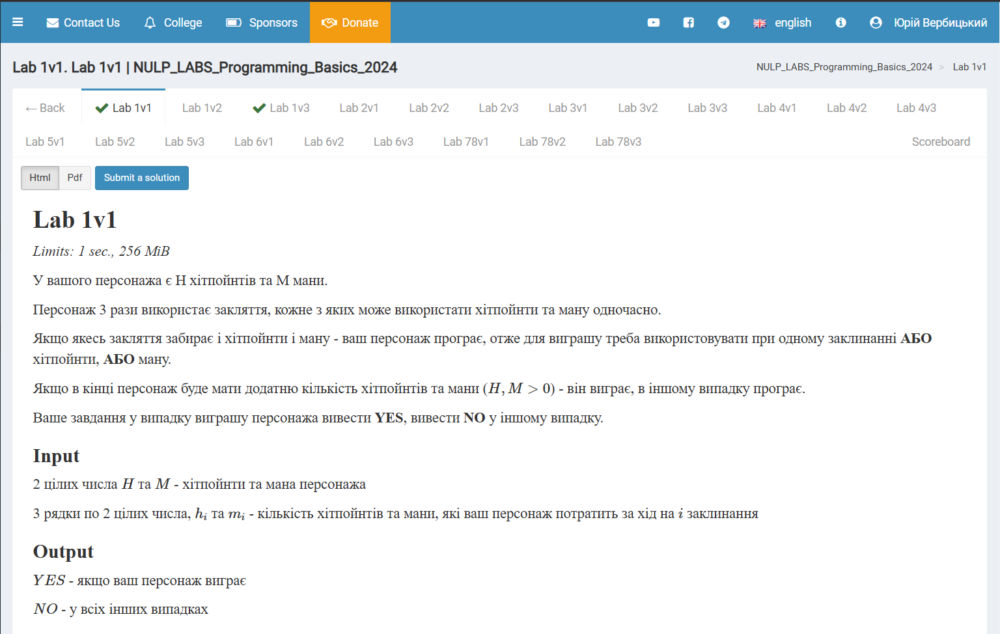 Contact Us College Sponsors Donate english Юрій Вербицький
Lab 1v1. Lab 1v1 | NULP_LABS_Programming_Basics_2024 NULP_LABS_Programming_Basics_2024 > Lab 1v1
← Back Lab 1v1 Lab 1v2 Lab 1v3 Lab 2v1 Lab 2v2 Lab 2v3 Lab 3v1 Lab 3v2 Lab 3v3 Lab 4v1 Lab 4v2 Lab 4v3
Lab 5v1 Lab 5v2 Lab 5v3 Lab 6v1 Lab 6v2 Lab 6v3 Lab 78v1 Lab 78v2 Lab 78v3 Scoreboard
Html Pdf Submit a solution
Lab 1v1
Limits: 1 sec., 256 MiB
У вашого персонажа є H хітпойнтів та M мани.
Персонаж 3 рази використає закляття, кожне з яких може використати хітпойнти та ману одночасно.
Якщо якесь закляття забирає і хітпойнти і ману - ваш персонаж програє, отже для виграшу треба використовувати при одному заклинанні АБО
хітпойнти, АБО ману.
Якщо в кінці персонаж буде мати додатню кількість хітпойнтів та мани (H, M > 0) - він виграє, в іншому випадку програє.
Ваше завдання у випадку виграшу персонажа вивести YES, вивести NO у іншому випадку.
Input
2 цілих числа H та M - хітпойнти та мана персонажа
3 рядки по 2 цілих числа, hᵢ та mᵢ - кількість хітпойнтів та мани, які ваш персонаж потратить за хід на i заклинання
Output
YES - якщо ваш персонаж виграє
NO - у всіх інших випадках